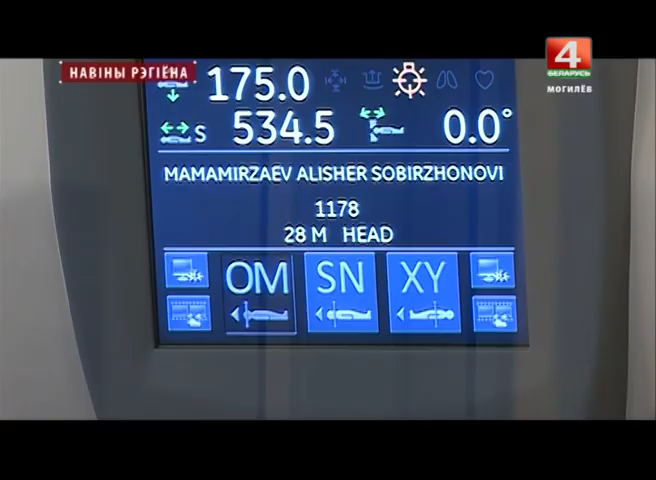 НАВІНЫ РЭГІЁНА
4
БЕЛАРУСЬ
МОГИЛЁВ
175.0
S 534.5 0.0°
MAMAMIRZAEV ALISHER SOBIRZHONOVI
1178
28 M HEAD
OM SN XY